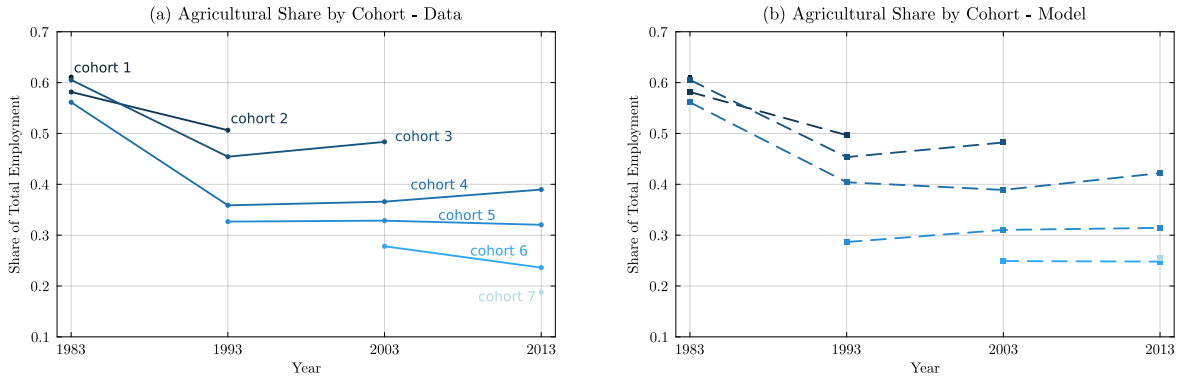 (a) Agricultural Share by Cohort - Data
0.7
0.6
0.5
0.4
0.3
0.2
0.1
Share of Total Employment
cohort 1
cohort 2
cohort 3
cohort 4
cohort 5
cohort 6
cohort 7
1983
1993
2003
2013
Year
(b) Agricultural Share by Cohort - Model
0.7
0.6
0.5
0.4
0.3
0.2
0.1
Share of Total Employment
1983
1993
2003
2013
Year